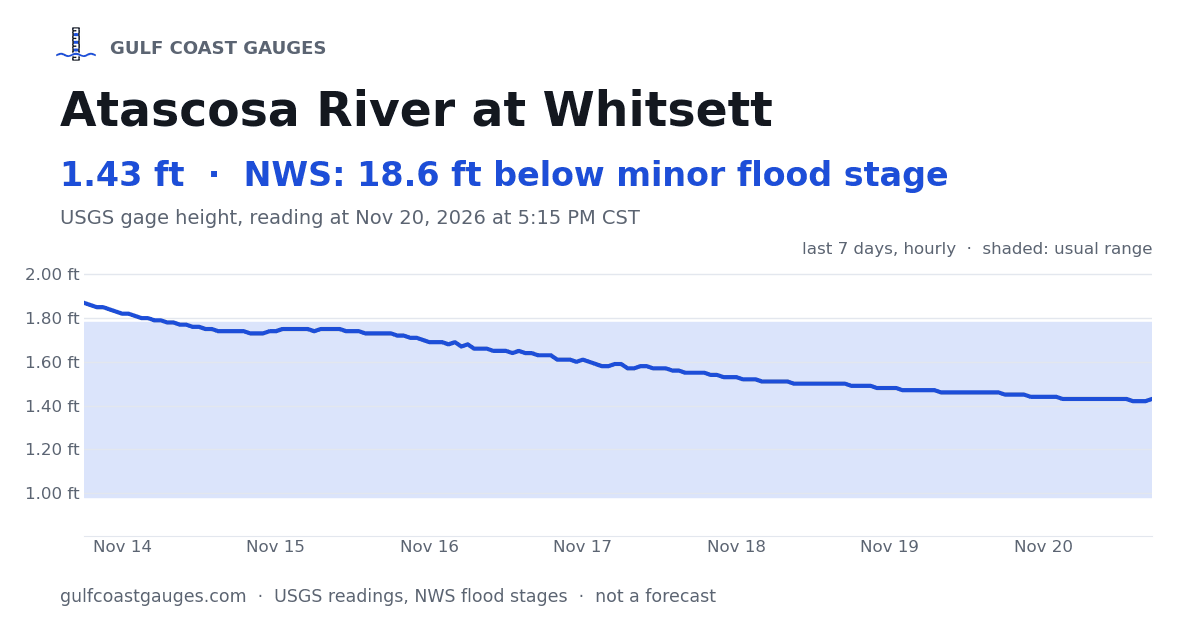 GULF COAST GAUGES
Atascosa River at Whitsett
1.43 ft · NWS: 18.6 ft below minor flood stage
USGS gage height, reading at Nov 20, 2026 at 5:15 PM CST
last 7 days, hourly · shaded: usual range
2.00 ft
1.80 ft
1.60 ft
1.40 ft
1.20 ft
1.00 ft
Nov 14 Nov 15 Nov 16 Nov 17 Nov 18 Nov 19 Nov 20
gulfcoastgauges.com · USGS readings, NWS flood stages · not a forecast